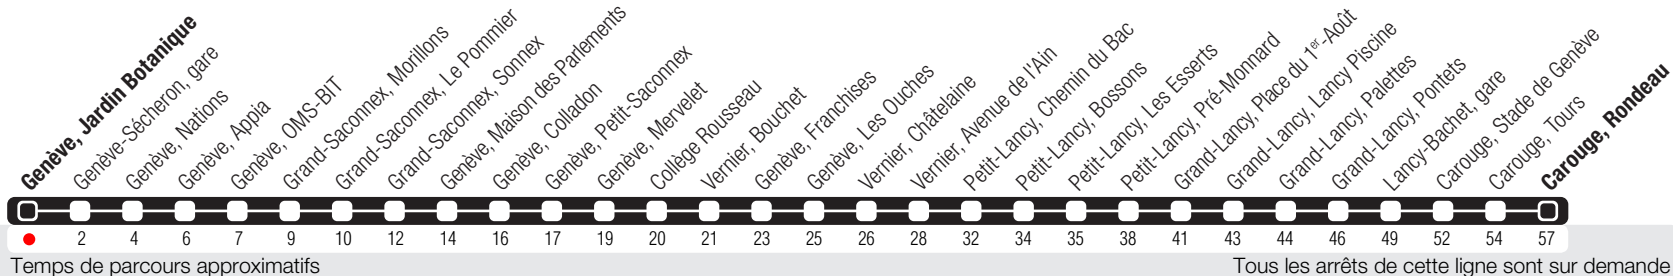 Genève, Jardin Botanique
Genève-Sécheron, gare
Genève, Nations
Genève, Appia
Genève, OMS-BIT
Grand-Saconnex, Morillons
Grand-Saconnex, Le Pommier
Grand-Saconnex, Sonnex
Genève, Maison des Parlements
Genève, Colladon
Genève, Petit-Saconnex
Genève, Mervelet
Collège Rousseau
Vernier, Bouchet
Genève, Franchises
Genève, Les Ouches
Vernier, Châtelaine
Vernier, Avenue de l'Ain
Petit-Lancy, Chemin du Bac
Petit-Lancy, Bossons
Petit-Lancy, Les Esserts
Petit-Lancy, Pré-Monnard
Grand-Lancy, Place du 1er-Août
Grand-Lancy, Lancy Piscine
Grand-Lancy, Palettes
Grand-Lancy, Pontets
Lancy-Bachet, gare
Carouge, Stade de Genève
Carouge, Tours
Carouge, Rondeau
2 4 6 7 9 10 12 14 16 17 19 20 21 23 25 26 28 32 34 35 38 41 43 44 46 49 52 54 57
Temps de parcours approximatifs
Tous les arrêts de cette ligne sont sur demande